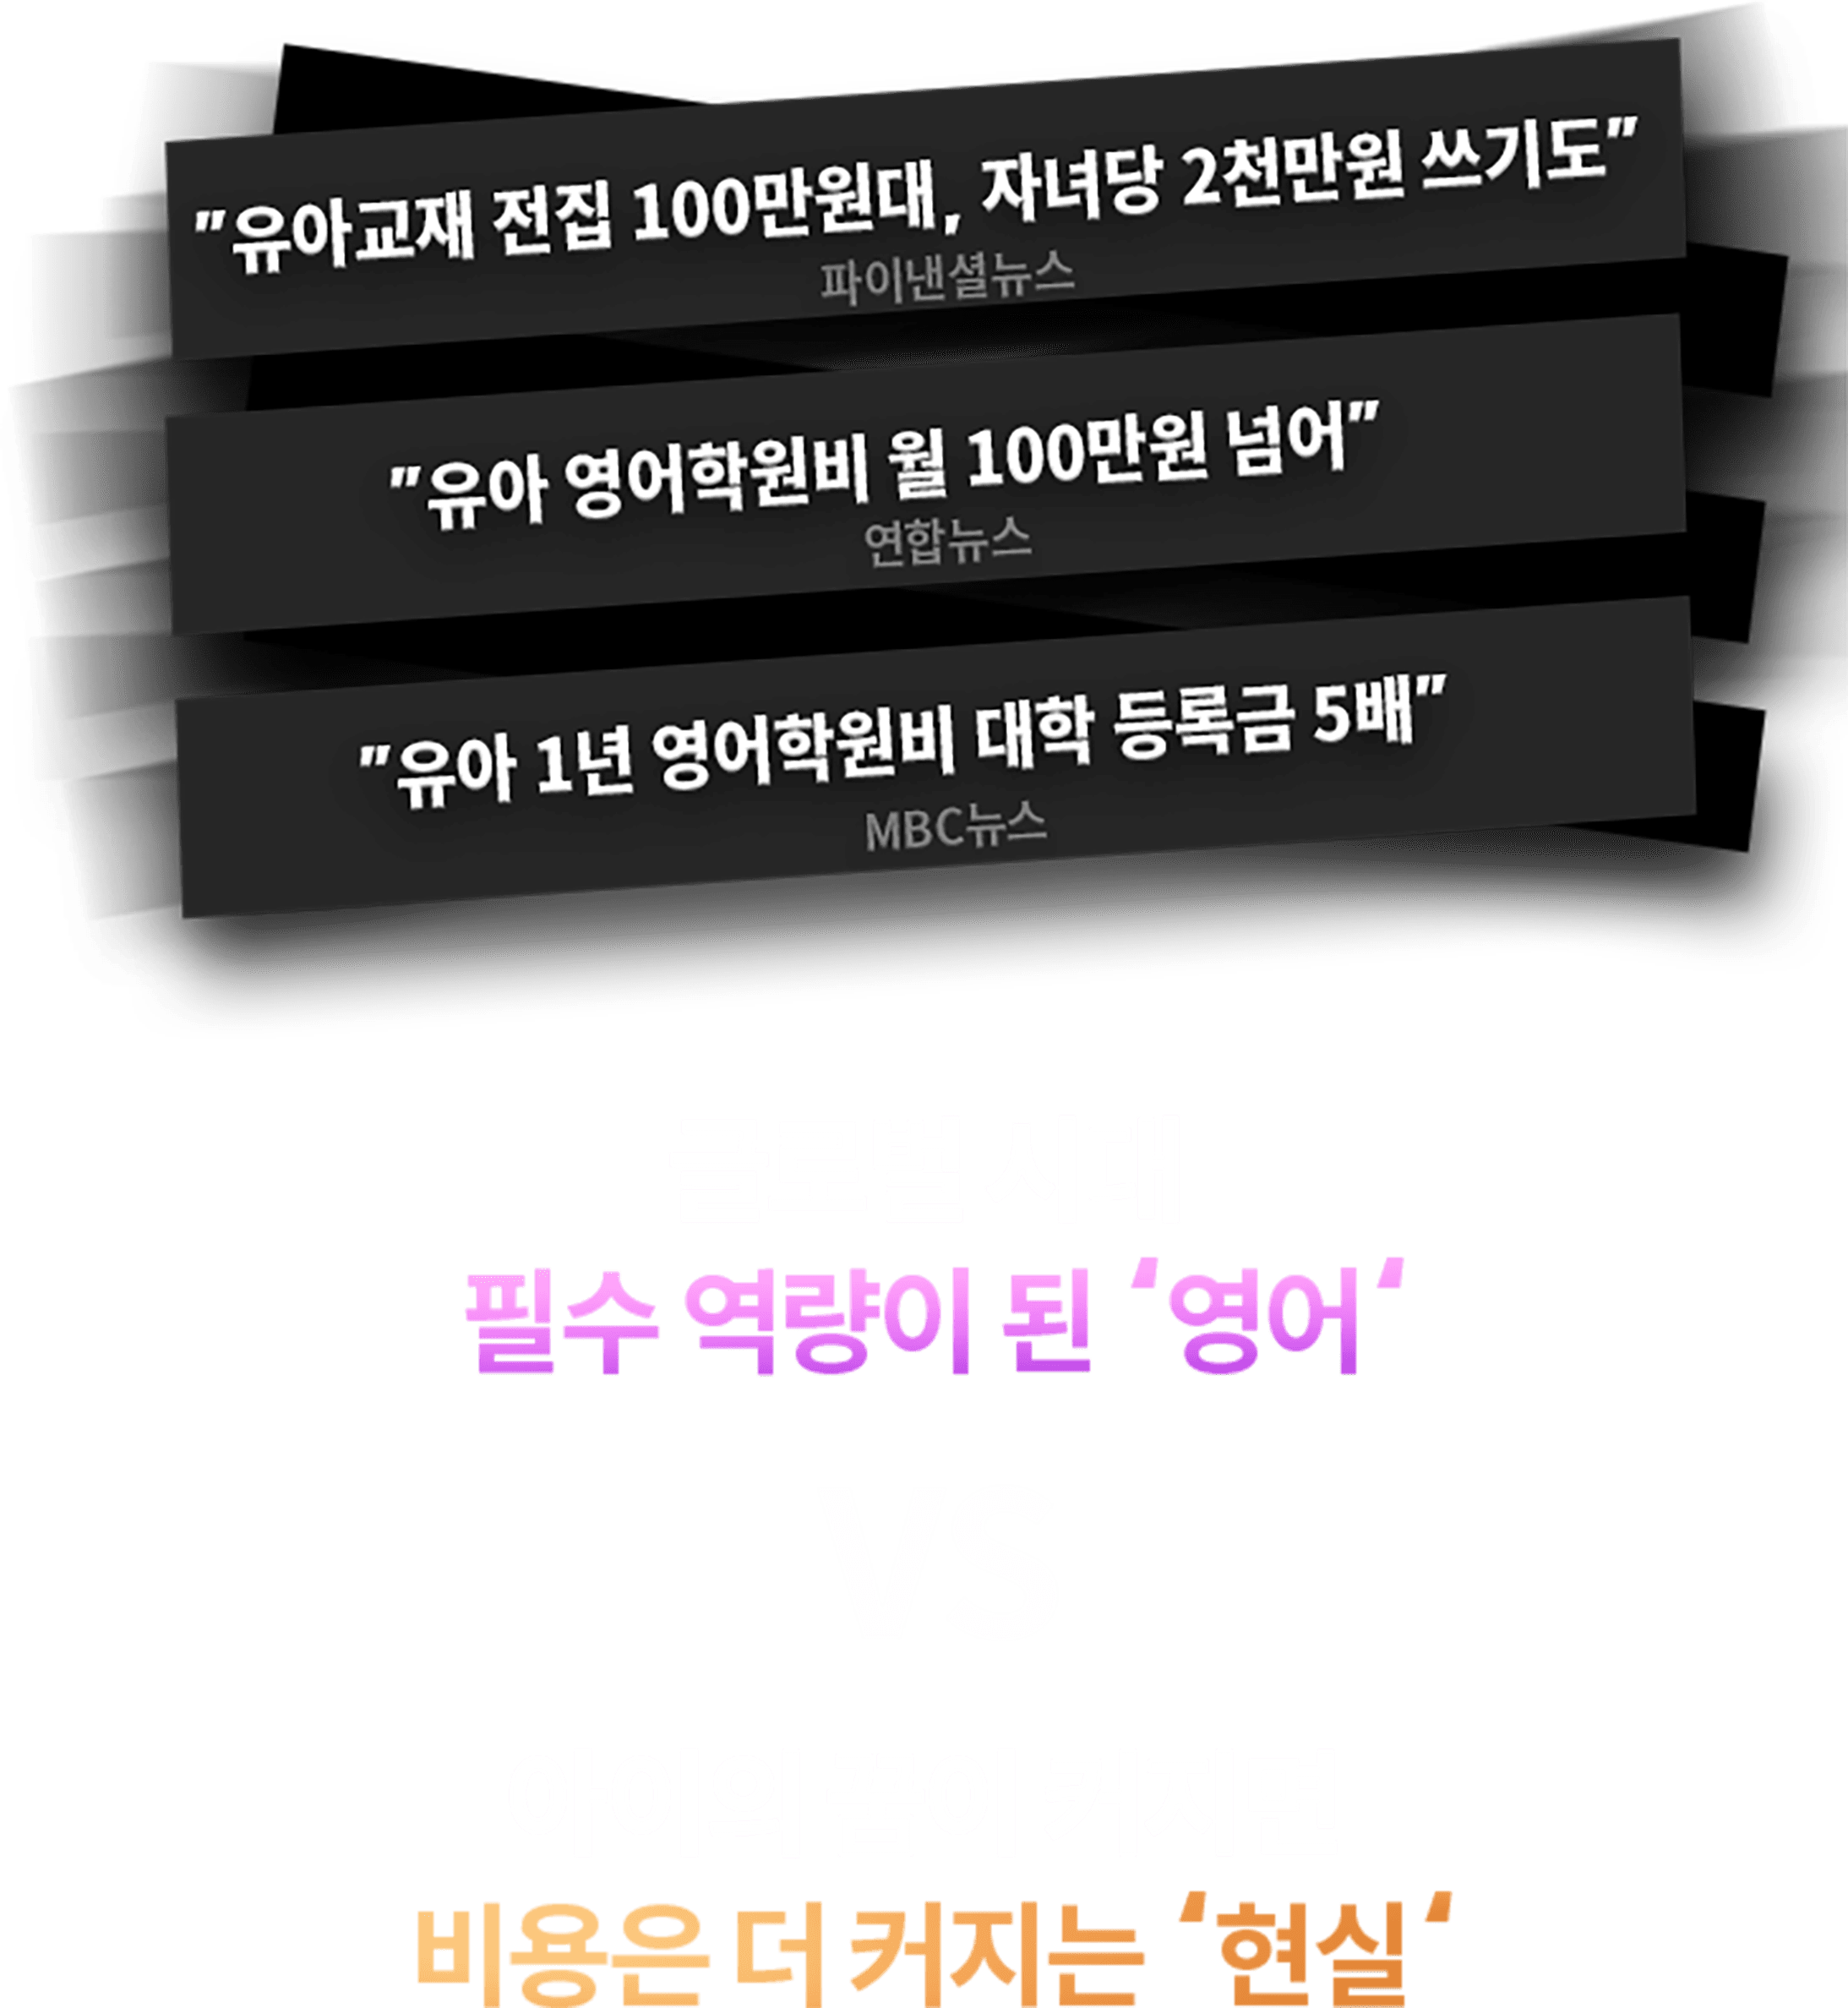 "유아교재 전집 100만원대, 자녀당 2천만원 쓰기도"
파이낸셜뉴스
"유아 영어학원비 월 100만원 넘어"
연합뉴스
"유아 1년 영어학원비 대학 등록금 5배"
MBC뉴스
필수 역량이 된 ‘영어‘
VS
비용은 더 커지는 ‘현실‘